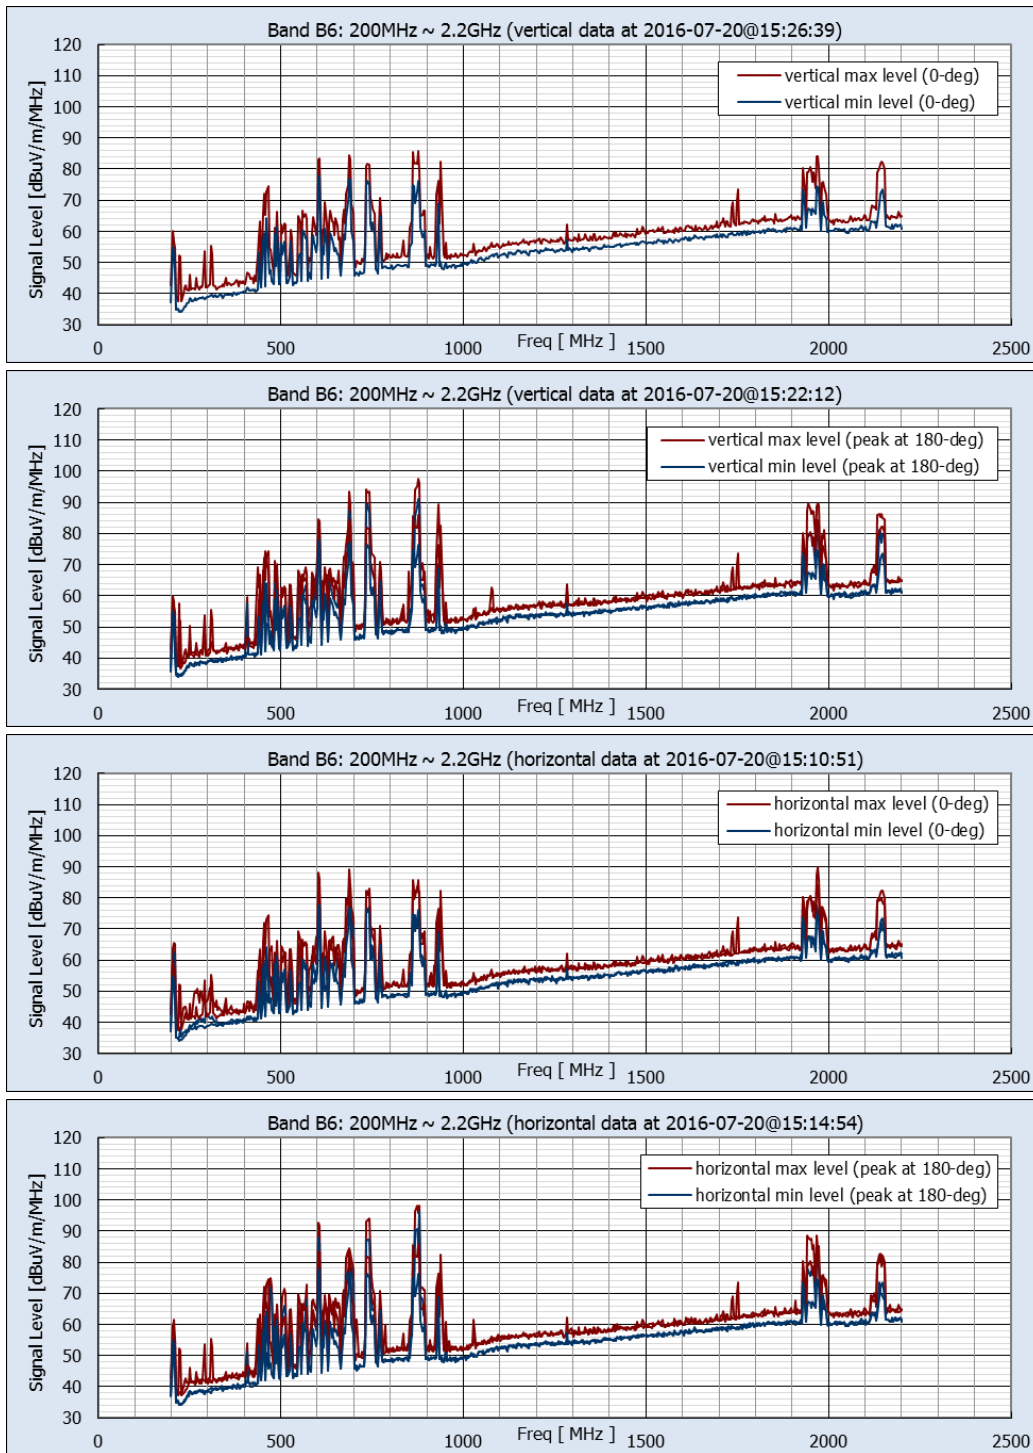 Band B6: 200MHz ~ 2.2GHz (vertical data at 2016-07-20@15:26:39)
Signal Level [dBuV/m/MHz]
120
110
100
90
80
70
60
50
40
30
vertical max level (0-deg)
vertical min level (0-deg)
0 500 1000 1500 2000 2500
Freq [ MHz ]
Band B6: 200MHz ~ 2.2GHz (vertical data at 2016-07-20@15:22:12)
Signal Level [dBuV/m/MHz]
120
110
100
90
80
70
60
50
40
30
vertical max level (peak at 180-deg)
vertical min level (peak at 180-deg)
0 500 1000 1500 2000 2500
Freq [ MHz ]
Band B6: 200MHz ~ 2.2GHz (horizontal data at 2016-07-20@15:10:51)
Signal Level [dBuV/m/MHz]
120
110
100
90
80
70
60
50
40
30
horizontal max level (0-deg)
horizontal min level (0-deg)
0 500 1000 1500 2000 2500
Freq [ MHz ]
Band B6: 200MHz ~ 2.2GHz (horizontal data at 2016-07-20@15:14:54)
Signal Level [dBuV/m/MHz]
120
110
100
90
80
70
60
50
40
30
horizontal max level (peak at 180-deg)
horizontal min level (peak at 180-deg)
0 500 1000 1500 2000 2500
Freq [ MHz ]